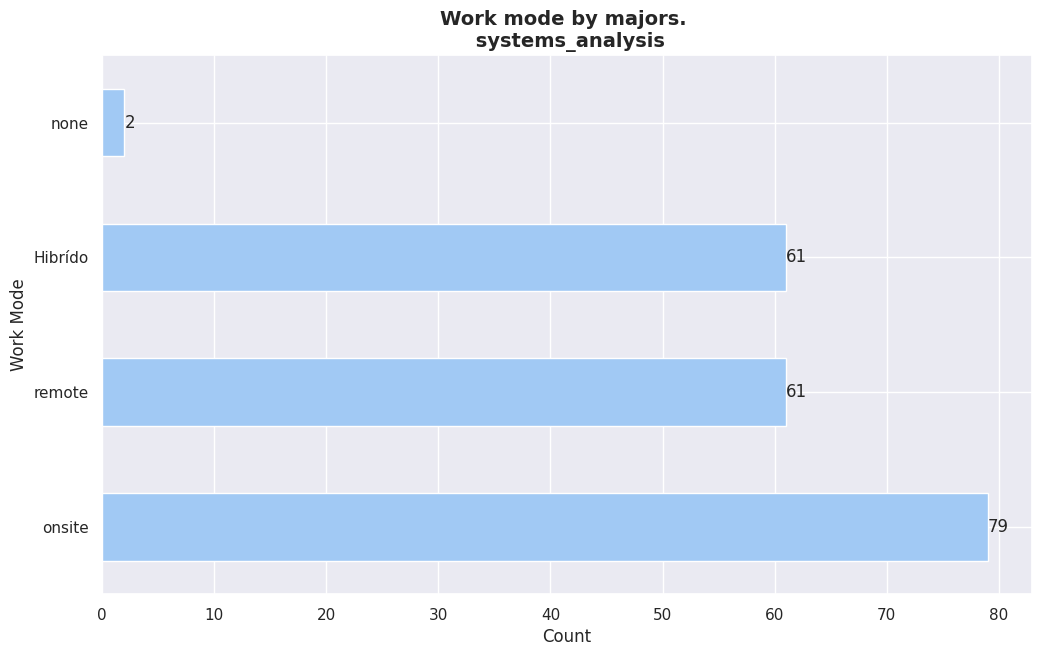 Work mode by majors.
systems_analysis
none
2
Hibrído
61
remote
61
onsite
79
Work Mode
0 10 20 30 40 50 60 70 80
Count